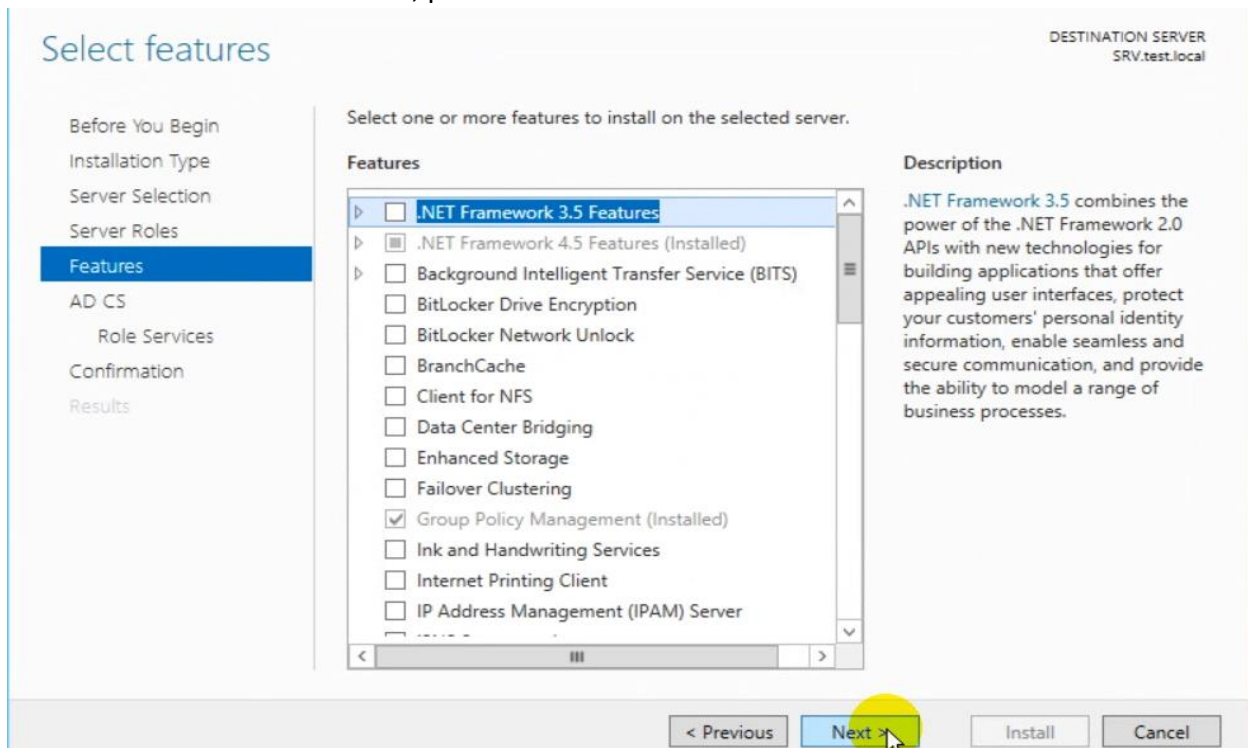 Select features
DESTINATION SERVER
SRV.test.local
Before You Begin
Installation Type
Server Selection
Server Roles
Features
AD CS
Role Services
Confirmation
Results
Select one or more features to install on the selected server.
Features
.NET Framework 3.5 Features
.NET Framework 4.5 Features (Installed)
Background Intelligent Transfer Service (BITS)
BitLocker Drive Encryption
BitLocker Network Unlock
BranchCache
Client for NFS
Data Center Bridging
Enhanced Storage
Failover Clustering
Group Policy Management (Installed)
Ink and Handwriting Services
Internet Printing Client
IP Address Management (IPAM) Server
Description
.NET Framework 3.5 combines the
power of the .NET Framework 2.0
APIs with new technologies for
building applications that offer
appealing user interfaces, protect
your customers' personal identity
information, enable seamless and
secure communication, and provide
the ability to model a range of
business processes.
< Previous
Next >
Install
Cancel